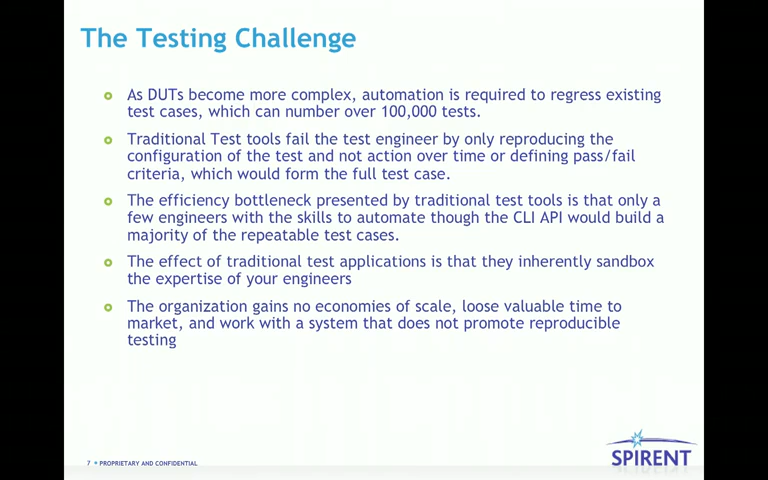 The Testing Challenge
As DUTs become more complex, automation is required to regress existing
test cases, which can number over 100,000 tests.
Traditional Test tools fail the test engineer by only reproducing the
configuration of the test and not action over time or defining pass/fail
criteria, which would form the full test case.
The efficiency bottleneck presented by traditional test tools is that only a
few engineers with the skills to automate though the CLI API would build a
majority of the repeatable test cases.
The effect of traditional test applications is that they inherently sandbox
the expertise of your engineers
The organization gains no economies of scale, loose valuable time to
market, and work with a system that does not promote reproducible
testing
7 • PROPRIETARY AND CONFIDENTIAL
SPIRENT